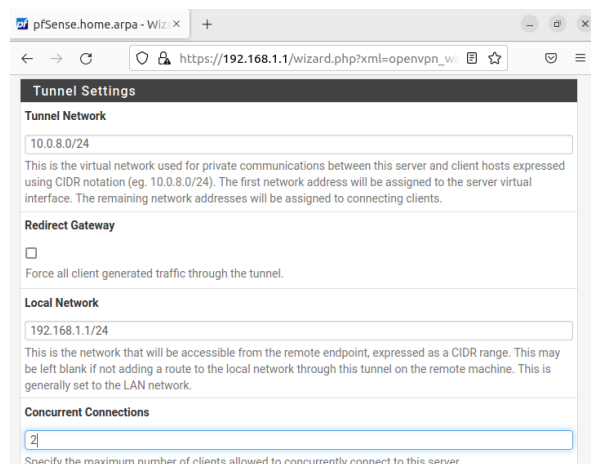 pfSense.home.arpa - Wiz
https://192.168.1.1/wizard.php?xml=openvpn_wi
Tunnel Settings
Tunnel Network
10.0.8.0/24
This is the virtual network used for private communications between this server and client hosts expressed
using CIDR notation (eg. 10.0.8.0/24). The first network address will be assigned to the server virtual
interface. The remaining network addresses will be assigned to connecting clients.
Redirect Gateway
Force all client generated traffic through the tunnel.
Local Network
192.168.1.1/24
This is the network that will be accessible from the remote endpoint, expressed as a CIDR range. This may
be left blank if not adding a route to the local network through this tunnel on the remote machine. This is
generally set to the LAN network.
Concurrent Connections
2
Specify the maximum number of clients allowed to concurrently connect to this server.